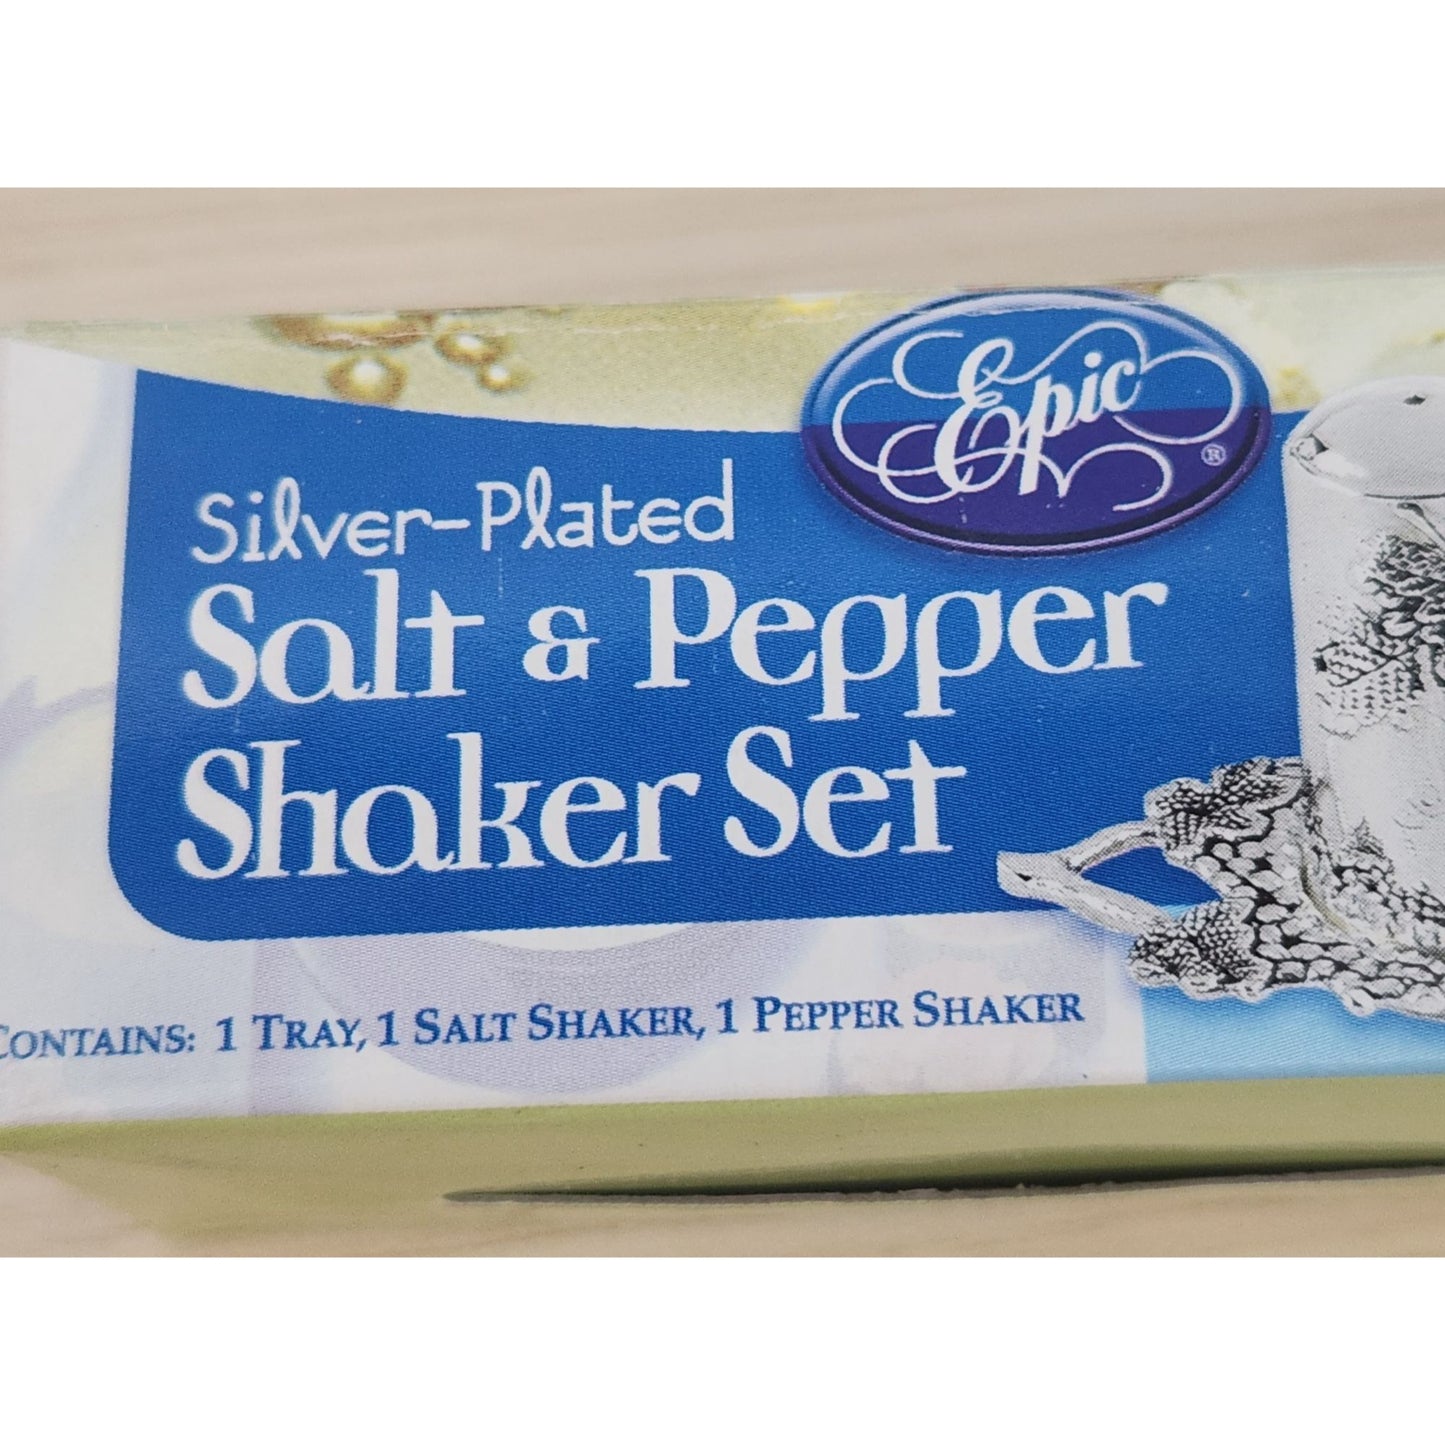 Epic ®
Silver-Plated
Salt & Pepper
Shaker Set
CONTAINS: 1 TRAY, 1 SALT SHAKER, 1 PEPPER SHAKER